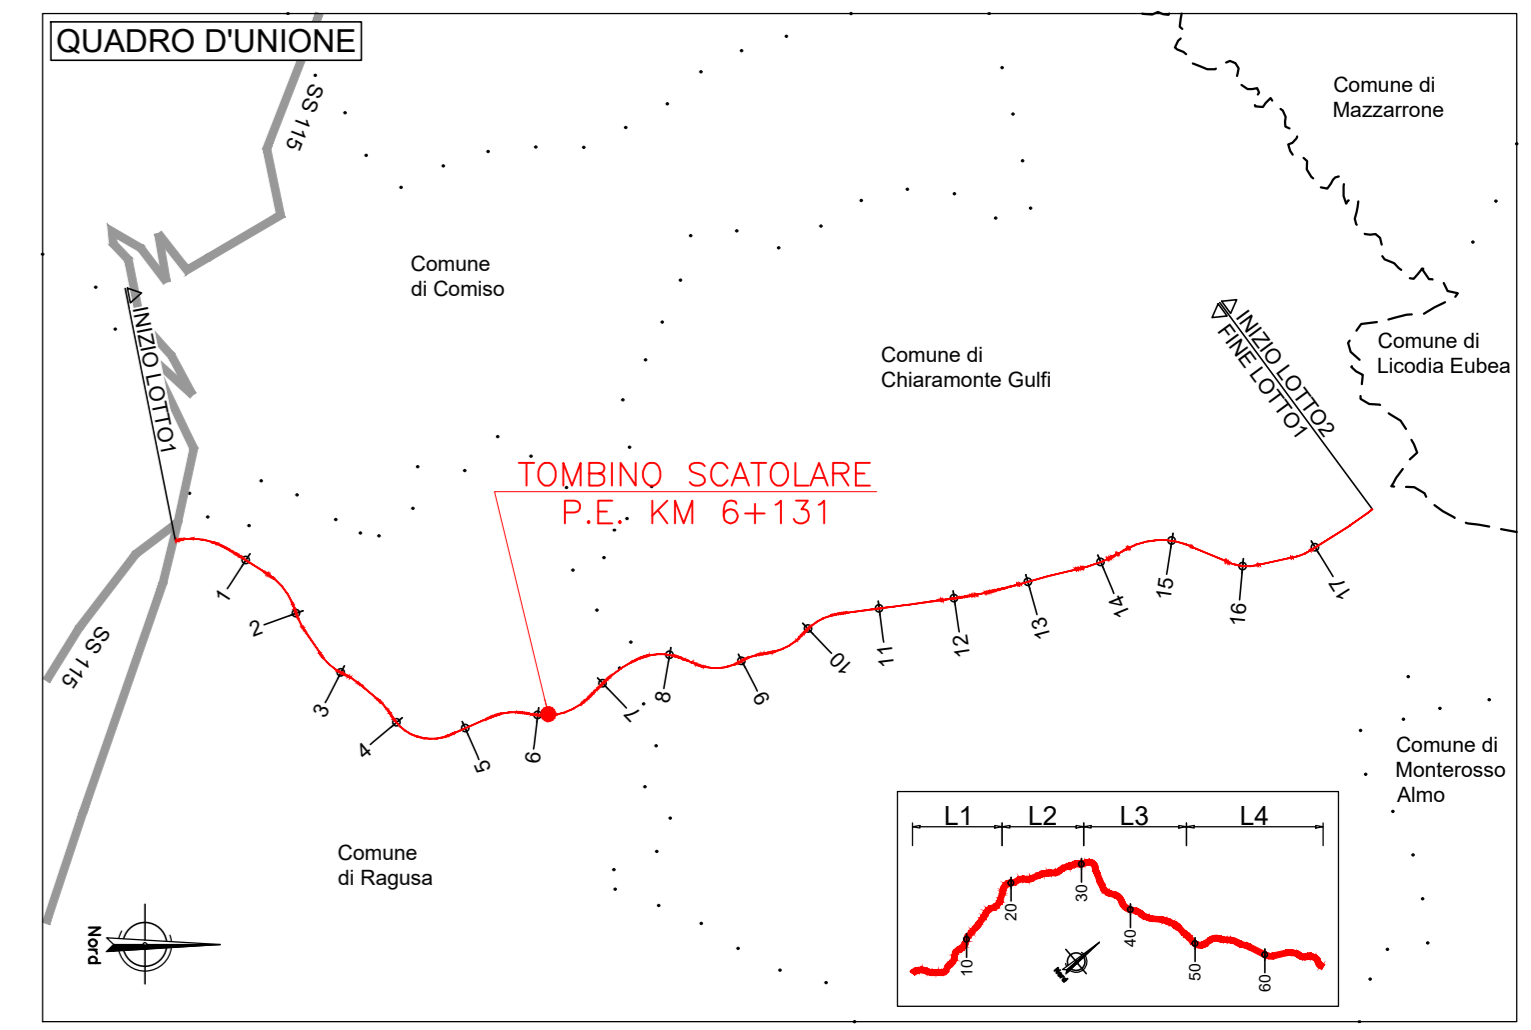 QUADRO D'UNIONE
SS 115
Comune di
Mazzarrone
Comune
di Comiso
INIZIO LOTTO1
INIZIO LOTTO2
FINE LOTTO1
Comune di
Licodia Eubea
Comune di
Chiaramonte Gulfi
TOMBINO SCATOLARE
P.E. KM 6+131
SS 115
1
2
3
4
5
6
7
8
9
10
11
12
13
14
15
16
17
Comune di
Monterosso
Almo
Comune
di Ragusa
Nord
L1 L2 L3 L4
10
20
30
40
50
60
Nord